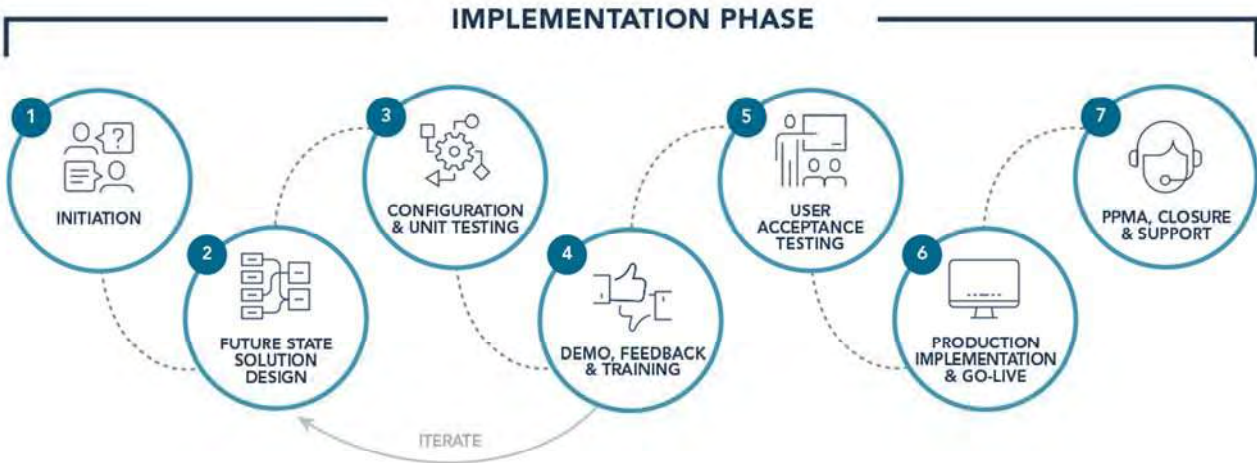 IMPLEMENTATION PHASE
1
INITIATION
2
FUTURE STATE
SOLUTION
DESIGN
3
CONFIGURATION
& UNIT TESTING
4
DEMO, FEEDBACK
& TRAINING
ITERATE
5
USER
ACCEPTANCE
TESTING
6
PRODUCTION
IMPLEMENTATION
& GO-LIVE
7
PPMA, CLOSURE
& SUPPORT
?